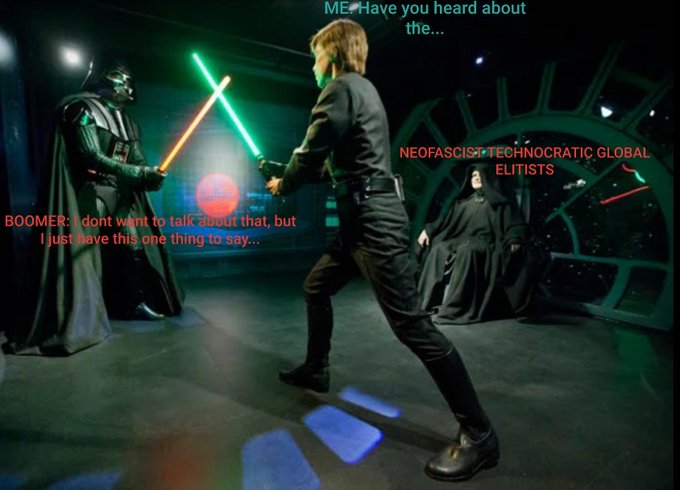 ME: Have you heard about
the...
NEOFASCIST TECHNOCRATIC GLOBAL
ELITISTS
BOOMER: I dont want to talk about that, but
I just have this one thing to say...